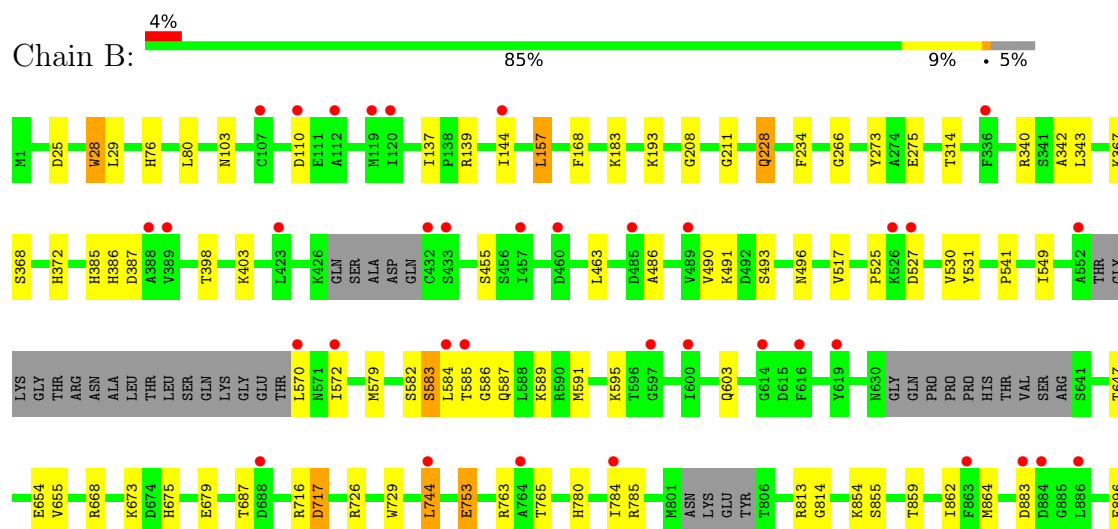 4%
Chain B:
85% 9% • 5%
M1 D25 W28 L29 H76 L80 N103 C107 D110 E111 A112 M119 I120 I137 P138 R139 I144 L157 F168 K183 K193 G208 G211 Q228 F234 G266 Y273 A274 E275 T314 F336 R340 S341 A342 L343 K367
S368 H372 H385 H386 D387 A388 V389 T398 K403 L423 K426 GLN SER ALA ASP GLN C432 S433 S455 S456 I457 D460 L463 D485 A486 V489 V490 K491 D492 S493 N496 V517 P525 K526 D527 V530 Y531 P541 I549 A552 THR GLY
LYS GLY THR ARG ASN ALA LEU THR LEU SER GLN LYS GLY GLU THR L570 N571 I572 M579 S582 S583 L584 T585 G586 Q587 L588 K589 R590 M591 K595 T596 G597 I600 Q603 G614 D615 F616 Y619 N630 GLY GLN PRO PRO PRO HIS THR VAL SER ARG S641
E654 V655 R668 K673 D674 H675 E679 T687 D688 R716 D717 R726 W729 L744 E753 R763 A764 T765 H780 I784 R785 M801 ASN LYS GLU TYR T806 R813 G814 K854 S855 T859 I862 F863 M864 D883 D884 G885 L886